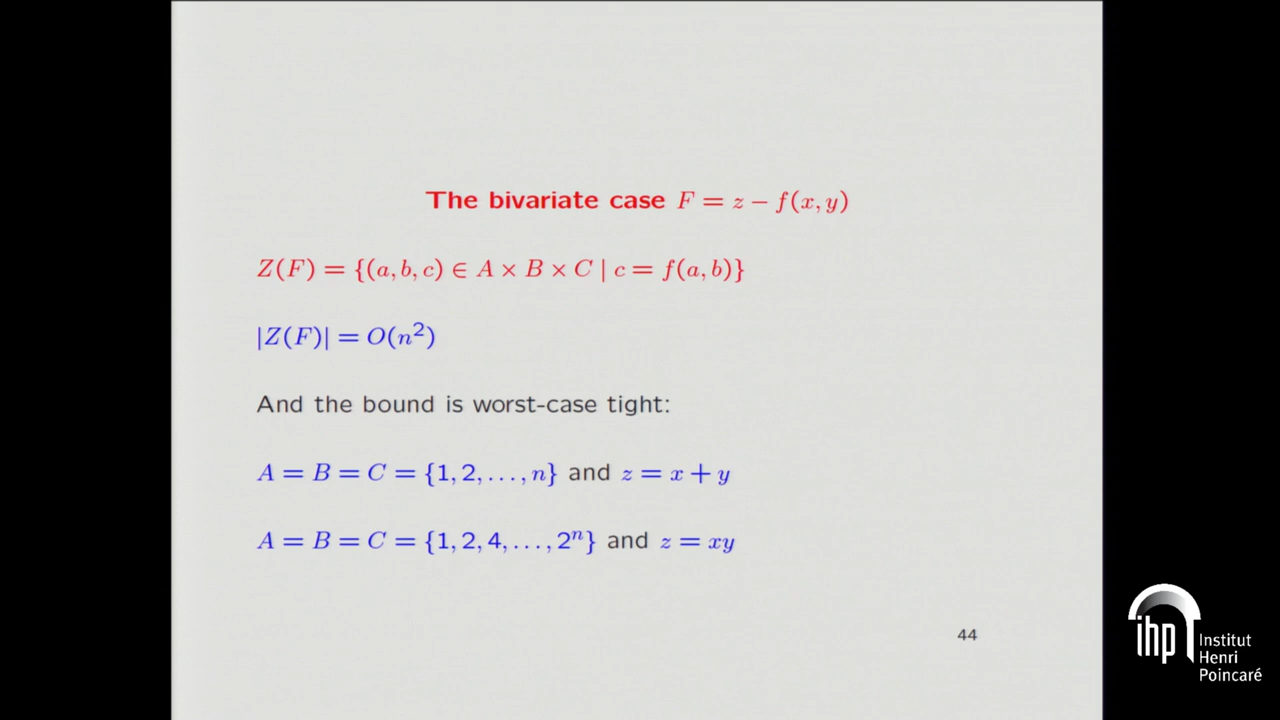 The bivariate case F = z − f(x, y)
Z(F) = {(a, b, c) ∈ A × B × C | c = f(a, b)}
|Z(F)| = O(n²)
And the bound is worst-case tight:
A = B = C = {1, 2, . . . , n} and z = x + y
A = B = C = {1, 2, 4, . . . , 2ⁿ} and z = xy
44
ihp
Institut
Henri
Poincaré